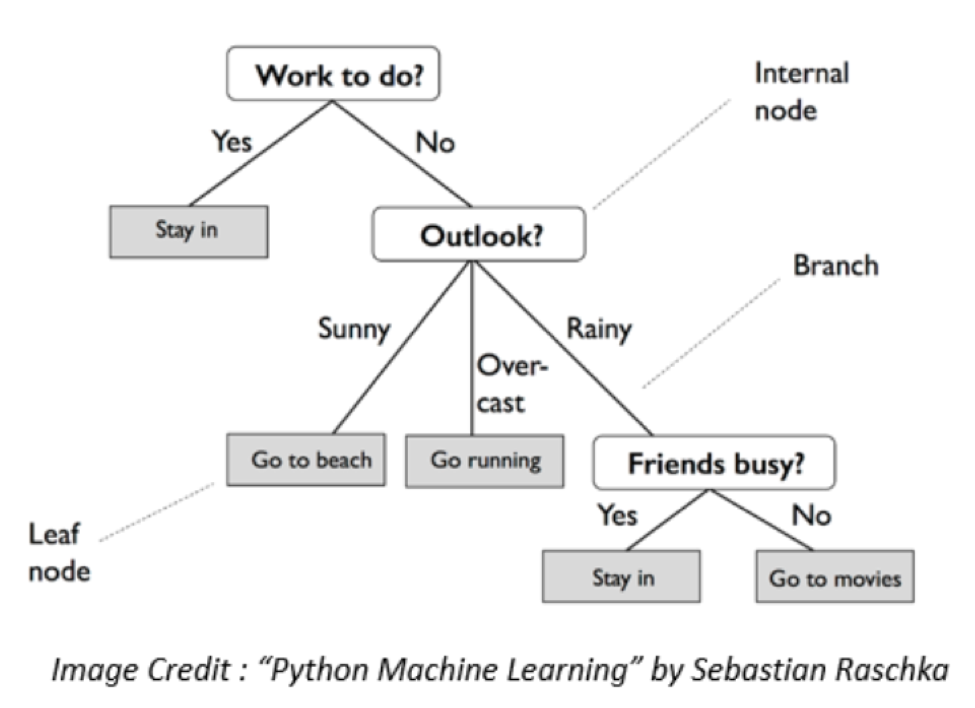 Work to do?
Internal
node
Yes
No
Stay in
Outlook?
Branch
Sunny
Rainy
Over-
cast
Go to beach
Go running
Friends busy?
Leaf
node
Yes
No
Stay in
Go to movies
Image Credit : “Python Machine Learning” by Sebastian Raschka